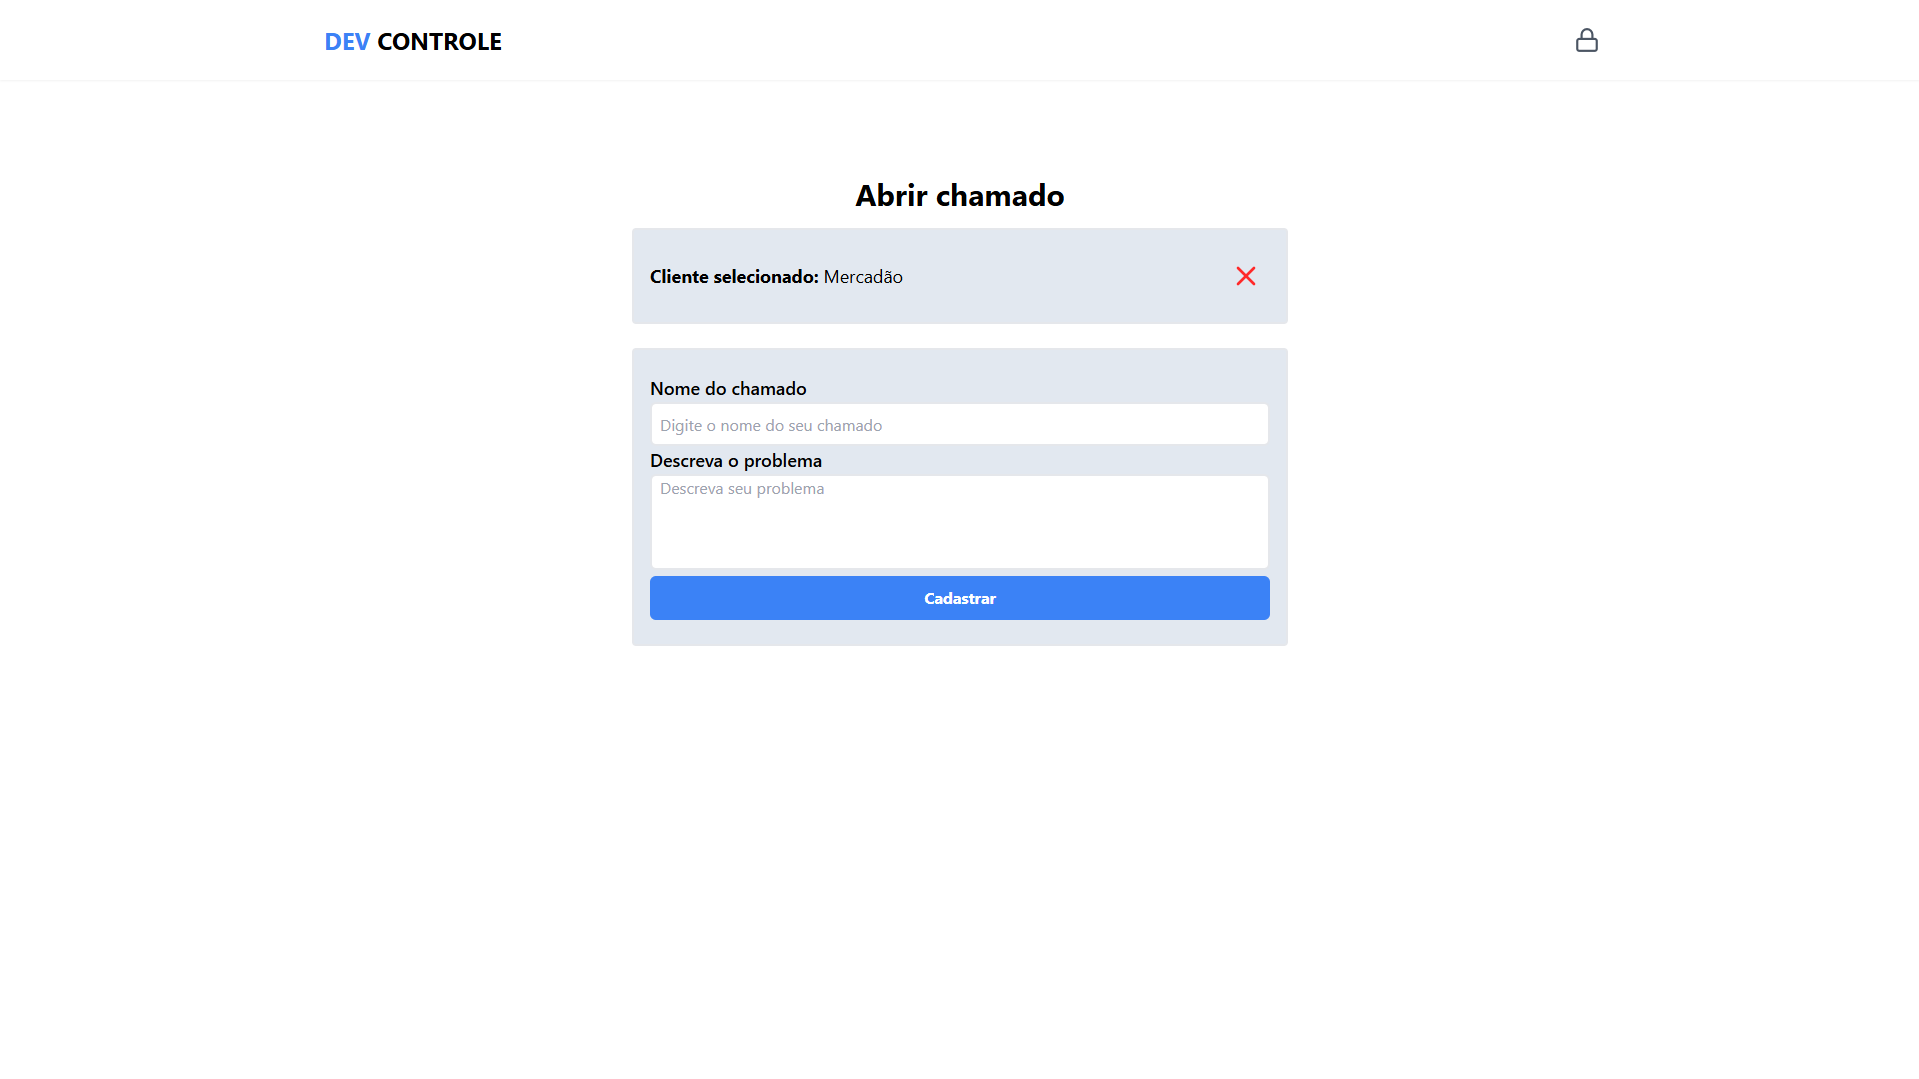 DEV CONTROLE
Abrir chamado
Cliente selecionado: Mercadão
Nome do chamado
Digite o nome do seu chamado
Descreva o problema
Descreva seu problema
Cadastrar